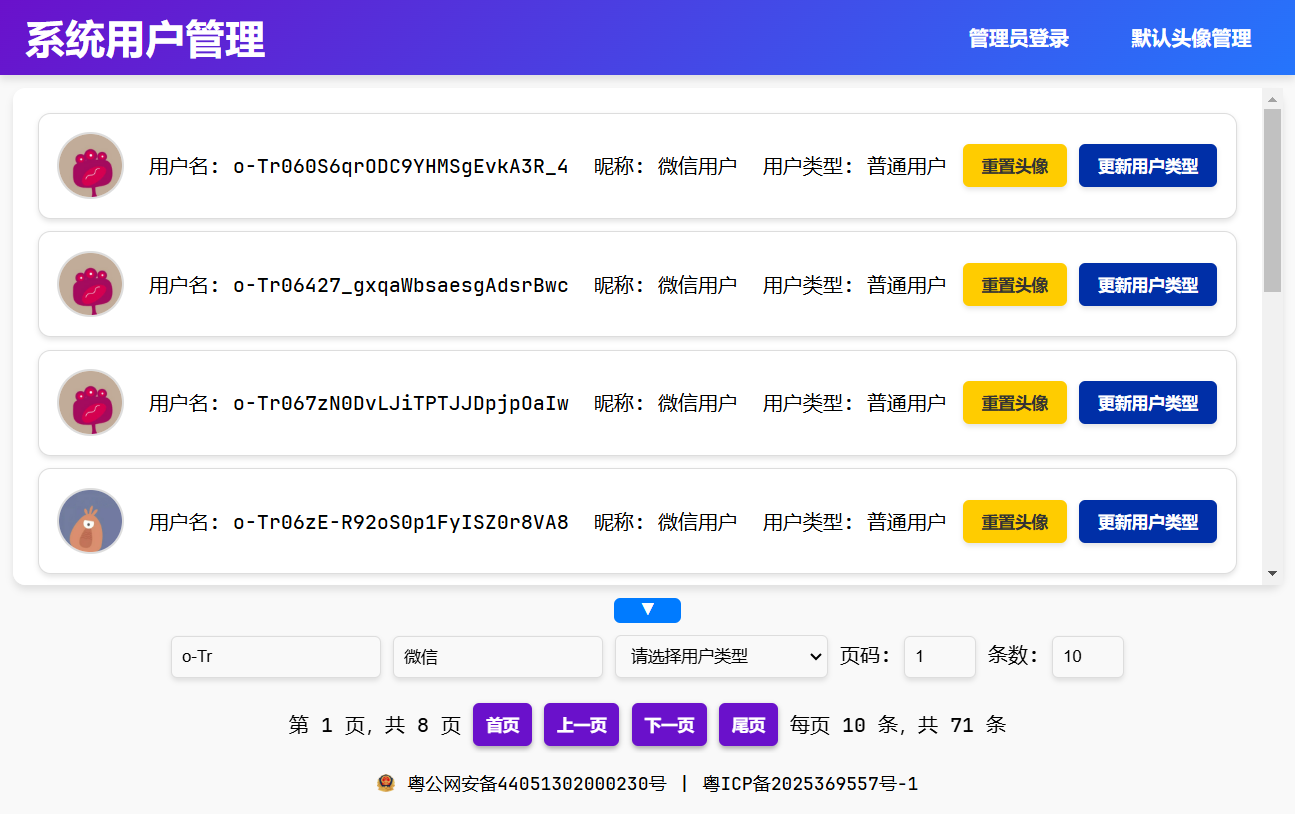 系统用户管理 管理员登录 默认头像管理
用户名: o-Tr060S6qrODC9YHMSgEvkA3R_4 昵称: 微信用户 用户类型: 普通用户 重置头像 更新用户类型
用户名: o-Tr06427_gxqaWbsaesgAdsrBwc 昵称: 微信用户 用户类型: 普通用户 重置头像 更新用户类型
用户名: o-Tr067zN0DvLJiTPTJJDpjpOaIw 昵称: 微信用户 用户类型: 普通用户 重置头像 更新用户类型
用户名: o-Tr06zE-R92oS0p1FyISZ0r8VA8 昵称: 微信用户 用户类型: 普通用户 重置头像 更新用户类型
▼
o-Tr 微信 请选择用户类型 页码: 1 条数: 10
第 1 页, 共 8 页 首页 上一页 下一页 尾页 每页 10 条, 共 71 条
粤公网安备44051302000230号 | 粤ICP备2025369557号-1